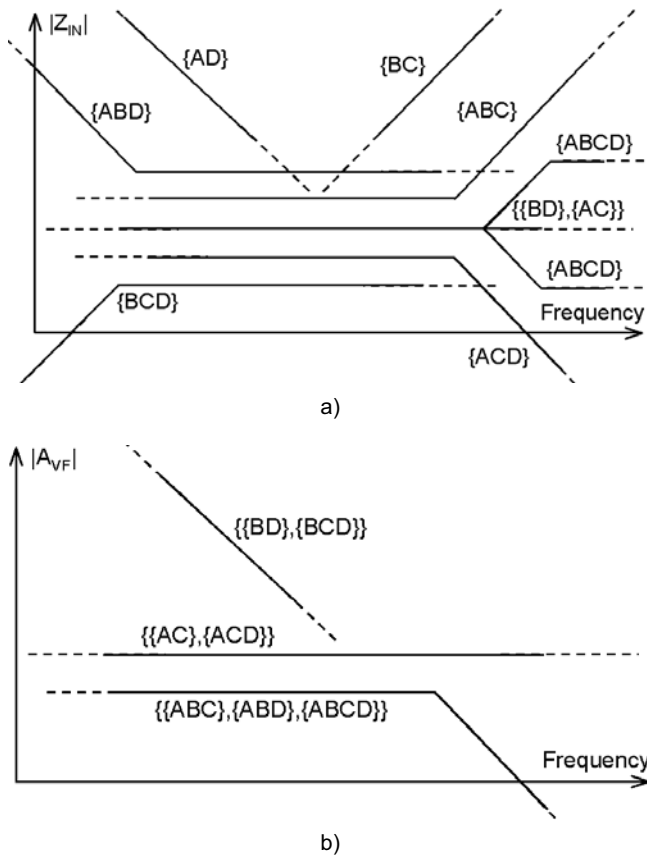 |Z_IN|
{AD}
{BC}
{ABD}
{ABC}
{ABCD}
{{BD},{AC}}
{ABCD}
{BCD}
Frequency
{ACD}
a)
|A_VF|
{{BD},{BCD}}
{{AC},{ACD}}
{{ABC},{ABD},{ABCD}}
Frequency
b)